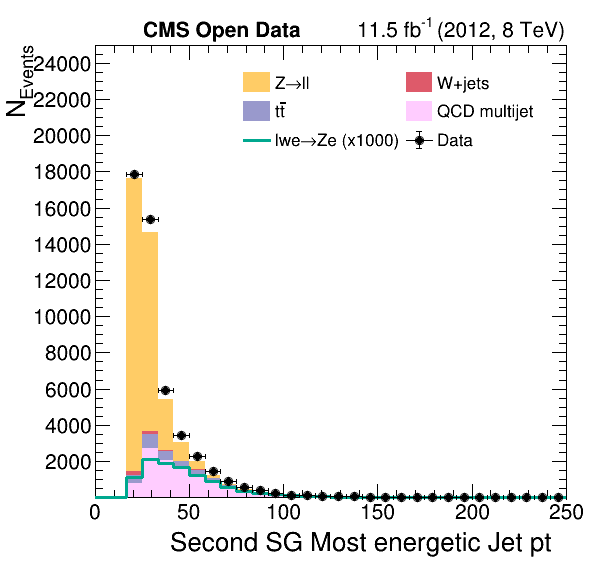 CMS Open Data 11.5 fb⁻¹ (2012, 8 TeV)
N_Events
Z→ll W+jets
tt̄ QCD multijet
lwe→Ze (x1000) Data
24000
22000
20000
18000
16000
14000
12000
10000
8000
6000
4000
2000
0 50 100 150 200 250
Second SG Most energetic Jet pt